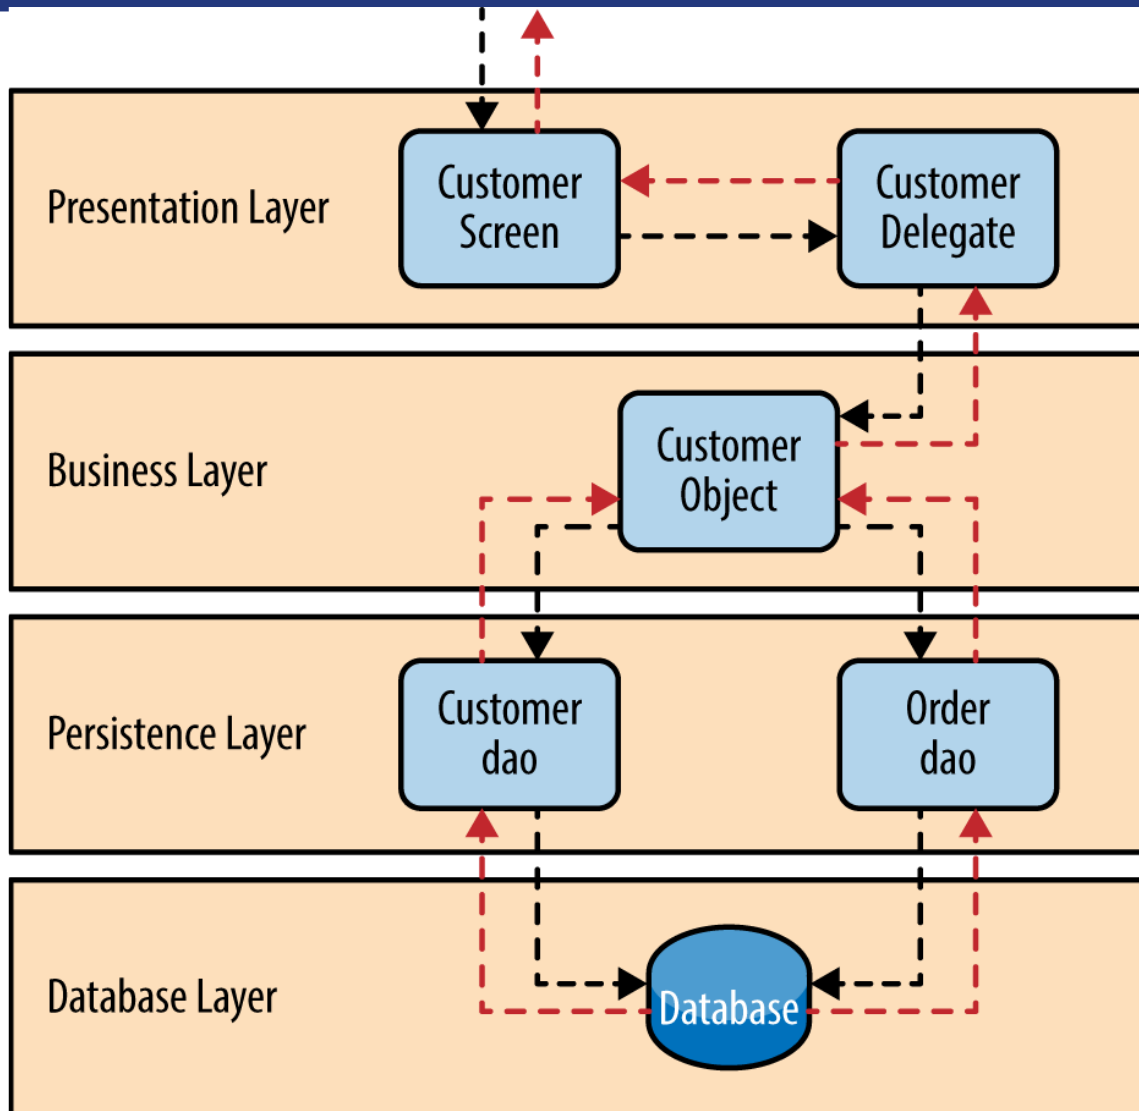 Presentation Layer
Customer
Screen
Customer
Delegate
Business Layer
Customer
Object
Persistence Layer
Customer
dao
Order
dao
Database Layer
Database